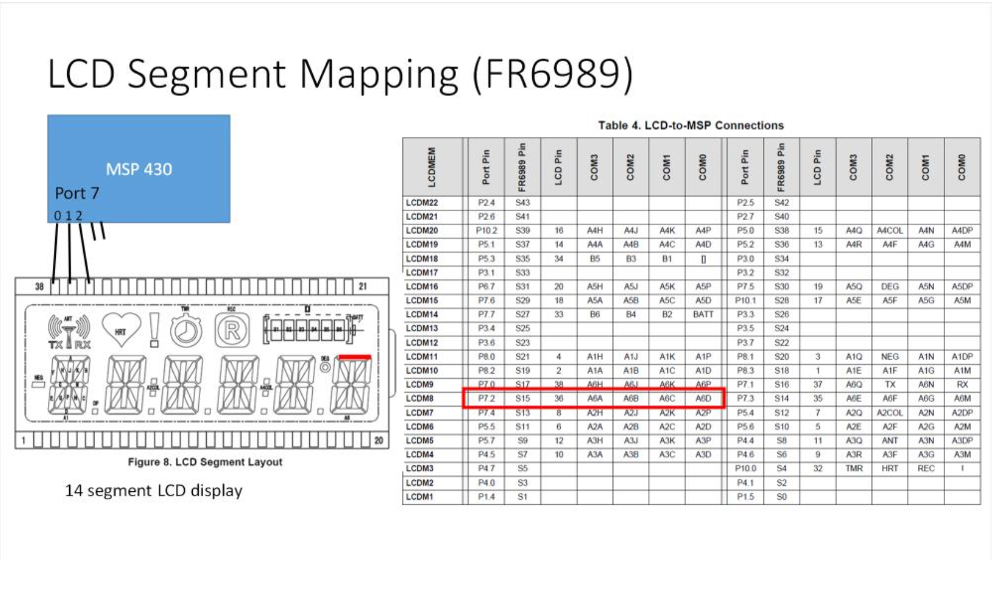 LCD Segment Mapping (FR6989)
MSP 430
Port 7
0 1 2
38
21
TX
RX
ANT
HRT
TMR
REC
R
BATT
B1 B2 B3 B4 B5 B6
NEG
A
F H J K B
G M
E Q P N C
D
A1
DP
A2COL
A4COL
DEG
A6
1
20
Figure 8. LCD Segment Layout
14 segment LCD display
Table 4. LCD-to-MSP Connections
LCDMEM Port Pin FR6989 Pin LCD Pin COM3 COM2 COM1 COM0 Port Pin FR6989 Pin LCD Pin COM3 COM2 COM1 COM0
LCDM22 P2.4 S43 P2.5 S42
LCDM21 P2.6 S41 P2.7 S40
LCDM20 P10.2 S39 16 A4H A4J A4K A4P P5.0 S38 15 A4Q A4COL A4N A4DP
LCDM19 P5.1 S37 14 A4A A4B A4C A4D P5.2 S36 13 A4R A4F A4G A4M
LCDM18 P5.3 S35 34 B5 B3 B1 [] P3.0 S34
LCDM17 P3.1 S33 P3.2 S32
LCDM16 P6.7 S31 20 A5H A5J A5K A5P P7.5 S30 19 A5Q DEG A5N A5DP
LCDM15 P7.6 S29 18 A5A A5B A5C A5D P10.1 S28 17 A5E A5F A5G A5M
LCDM14 P7.7 S27 33 B6 B4 B2 BATT P3.3 S26
LCDM13 P3.4 S25 P3.5 S24
LCDM12 P3.6 S23 P3.7 S22
LCDM11 P8.0 S21 4 A1H A1J A1K A1P P8.1 S20 3 A1Q NEG A1N A1DP
LCDM10 P8.2 S19 2 A1A A1B A1C A1D P8.3 S18 1 A1E A1F A1G A1M
LCDM9 P7.0 S17 38 A6H A6J A6K A6P P7.1 S16 37 A6Q TX A6N RX
LCDM8 P7.2 S15 36 A6A A6B A6C A6D P7.3 S14 35 A6E A6F A6G A6M
LCDM7 P7.4 S13 8 A2H A2J A2K A2P P5.4 S12 7 A2Q A2COL A2N A2DP
LCDM6 P5.5 S11 6 A2A A2B A2C A2D P5.6 S10 5 A2E A2F A2G A2M
LCDM5 P5.7 S9 12 A3H A3J A3K A3P P4.4 S8 11 A3Q ANT A3N A3DP
LCDM4 P4.5 S7 10 A3A A3B A3C A3D P4.6 S6 9 A3R A3F A3G A3M
LCDM3 P4.7 S5 P10.0 S4 32 TMR HRT REC !
LCDM2 P4.0 S3 P4.1 S2
LCDM1 P1.4 S1 P1.5 S0